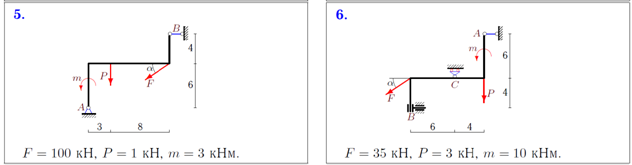 5.
B
4
m
P
α
F
6
A
3 8
F = 100 кН, P = 1 кН, m = 3 кНм.
6.
A
m
6
α
F
C
P
4
B
6 4
F = 35 кН, P = 3 кН, m = 10 кНм.